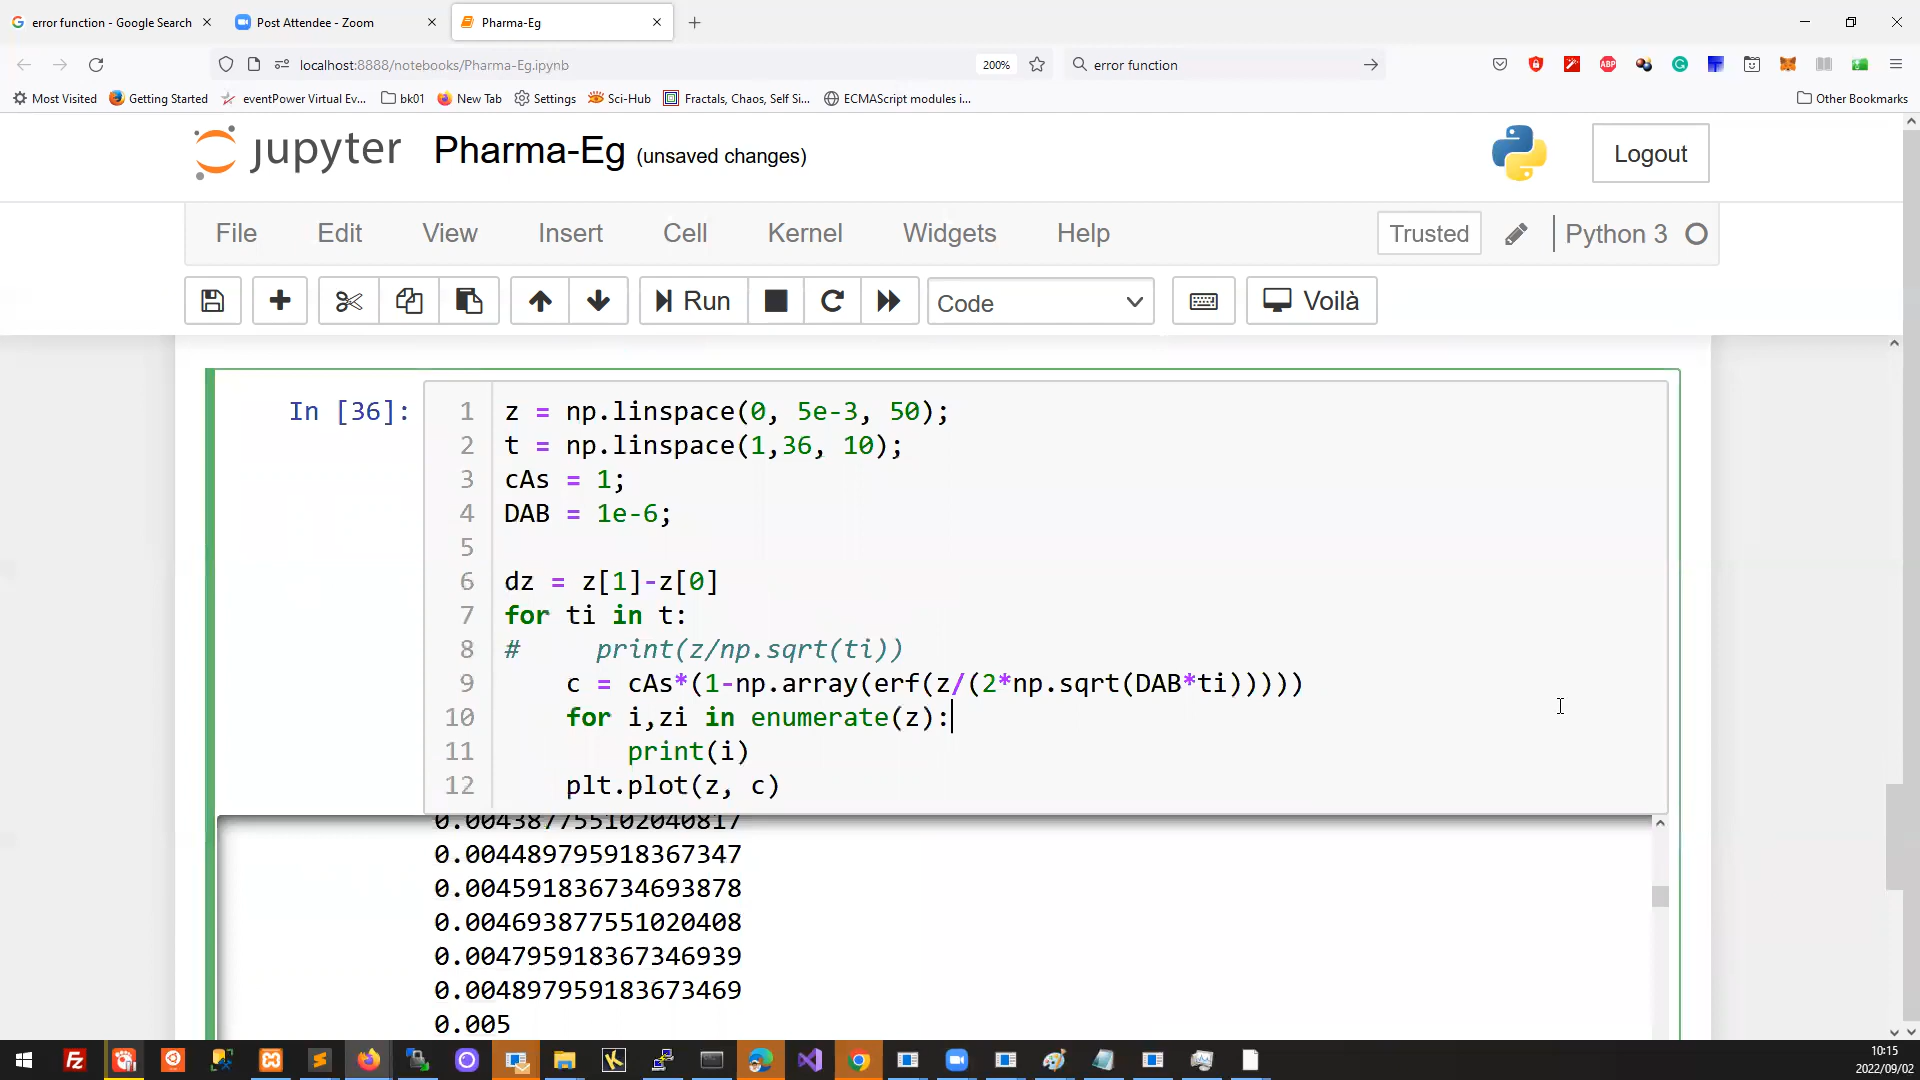 error function - Google Search
Post Attendee - Zoom
Pharma-Eg
localhost:8888/notebooks/Pharma-Eg.ipynb
200%
error function
Most Visited
Getting Started
eventPower Virtual Ev...
bk01
New Tab
Settings
Sci-Hub
Fractals, Chaos, Self Si...
ECMAScript modules i...
Other Bookmarks
jupyter Pharma-Eg (unsaved changes)
Logout
File Edit View Insert Cell Kernel Widgets Help
Trusted
Python 3
Run
Code
Voilà
In [36]:
1 z = np.linspace(0, 5e-3, 50);
2 t = np.linspace(1,36, 10);
3 cAs = 1;
4 DAB = 1e-6;
5
6 dz = z[1]-z[0]
7 for ti in t:
8 #     print(z/np.sqrt(ti))
9     c = cAs*(1-np.array(erf(z/(2*np.sqrt(DAB*ti)))))
10     for i,zi in enumerate(z):
11         print(i)
12     plt.plot(z, c)
0.004387755102040817
0.004489795918367347
0.004591836734693878
0.004693877551020408
0.004795918367346939
0.004897959183673469
0.005
10:15
2022/09/02